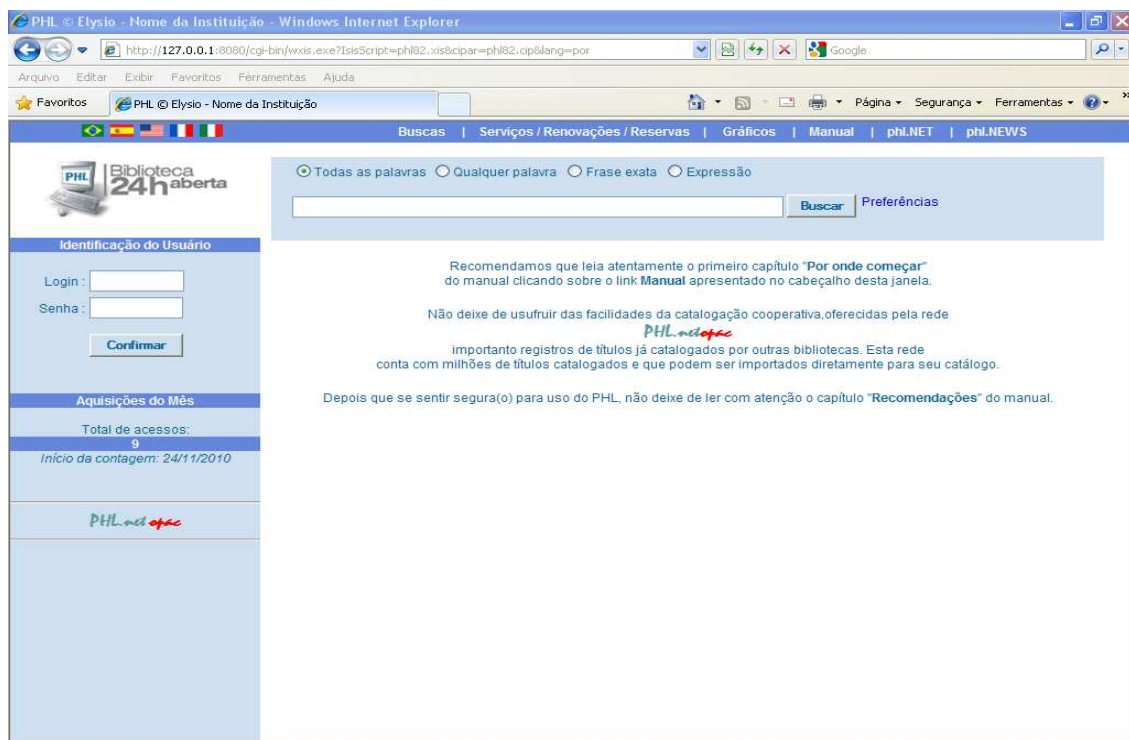 PHL © Elysio - Nome da Instituição - Windows Internet Explorer
http://127.0.0.1:8080/cgi-bin/wxis.exe?IsisScript=phl82.xis&cipar=phl82.cip&lang=por
Google
Arquivo Editar Exibir Favoritos Ferramentas Ajuda
Favoritos PHL © Elysio - Nome da Instituição Página Segurança Ferramentas »
Buscas | Serviços / Renovações / Reservas | Gráficos | Manual | phl.NET | phl.NEWS
PHL Biblioteca
24h aberta
Todas as palavras Qualquer palavra Frase exata Expressão
Buscar Preferências
Identificação do Usuário
Login :
Senha :
Confirmar
Aquisições do Mês
Total de acessos:
9
Início da contagem: 24/11/2010
PHL.net opac
Recomendamos que leia atentamente o primeiro capítulo "Por onde começar"
do manual clicando sobre o link Manual apresentado no cabeçalho desta janela.
Não deixe de usufruir das facilidades da catalogação cooperativa,oferecidas pela rede
PHL.netopac
importanto registros de títulos já catalogados por outras bibliotecas. Esta rede
conta com milhões de títulos catalogados e que podem ser importados diretamente para seu catálogo.
Depois que se sentir segura(o) para uso do PHL, não deixe de ler com atenção o capítulo "Recomendações" do manual.